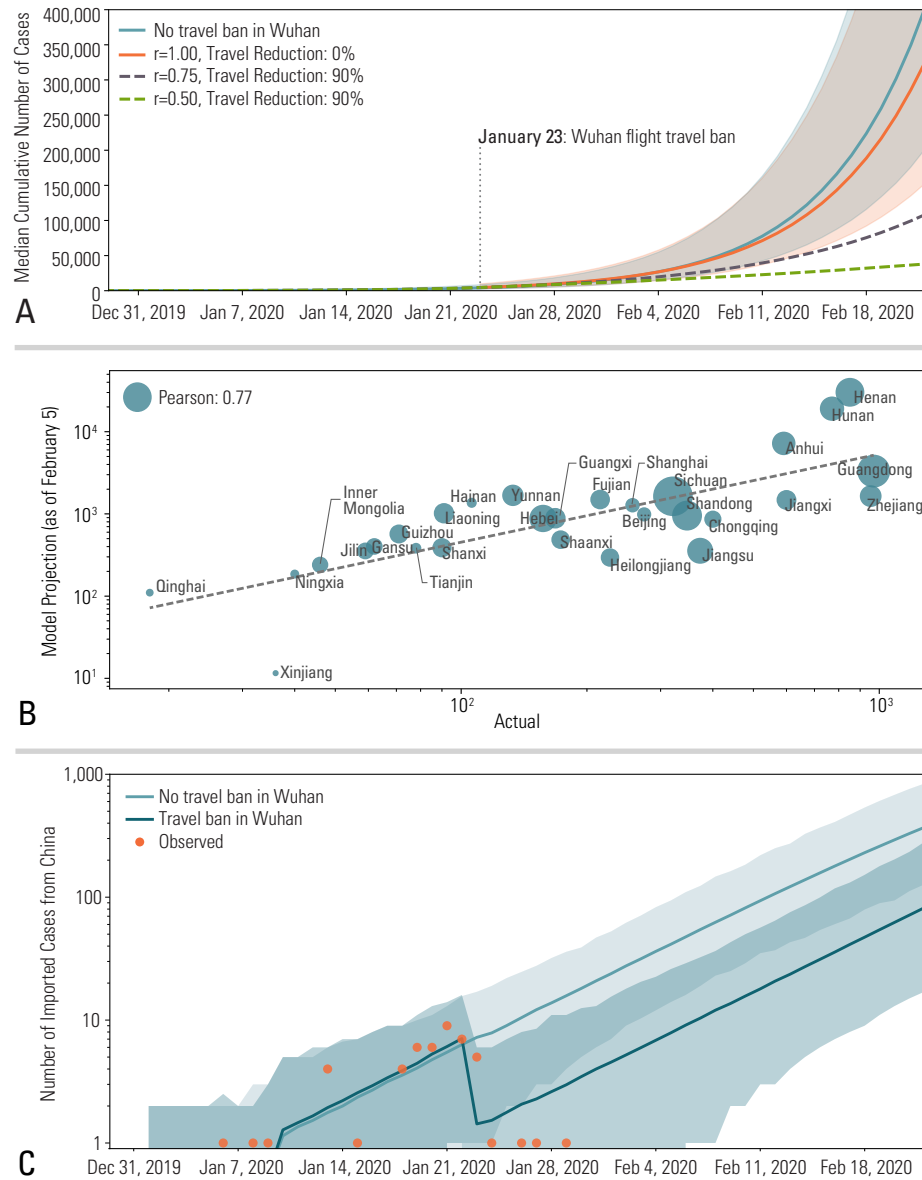 400,000
350,000
300,000
250,000
200,000
150,000
100,000
50,000
0
Median Cumulative Number of Cases
No travel ban in Wuhan
r=1.00, Travel Reduction: 0%
r=0.75, Travel Reduction: 90%
r=0.50, Travel Reduction: 90%
January 23: Wuhan flight travel ban
A
Dec 31, 2019 Jan 7, 2020 Jan 14, 2020 Jan 21, 2020 Jan 28, 2020 Feb 4, 2020 Feb 11, 2020 Feb 18, 2020
Model Projection (as of February 5)
10⁴
10³
10²
10¹
Pearson: 0.77
Henan
Hunan
Anhui
Guangdong
Guangxi
Shanghai
Sichuan
Inner
Mongolia
Hainan
Yunnan
Fujian
Jiangxi
Zhejiang
Liaoning
Hebei
Beijing
Shandong
Chongqing
Guizhou
Jilin
Gansu
Shanxi
Shaanxi
Heilongjiang
Jiangsu
Qinghai
Ningxia
Tianjin
Xinjiang
10² 10³
B
Actual
Number of Imported Cases from China
1,000
100
10
1
No travel ban in Wuhan
Travel ban in Wuhan
Observed
C
Dec 31, 2019 Jan 7, 2020 Jan 14, 2020 Jan 21, 2020 Jan 28, 2020 Feb 4, 2020 Feb 11, 2020 Feb 18, 2020